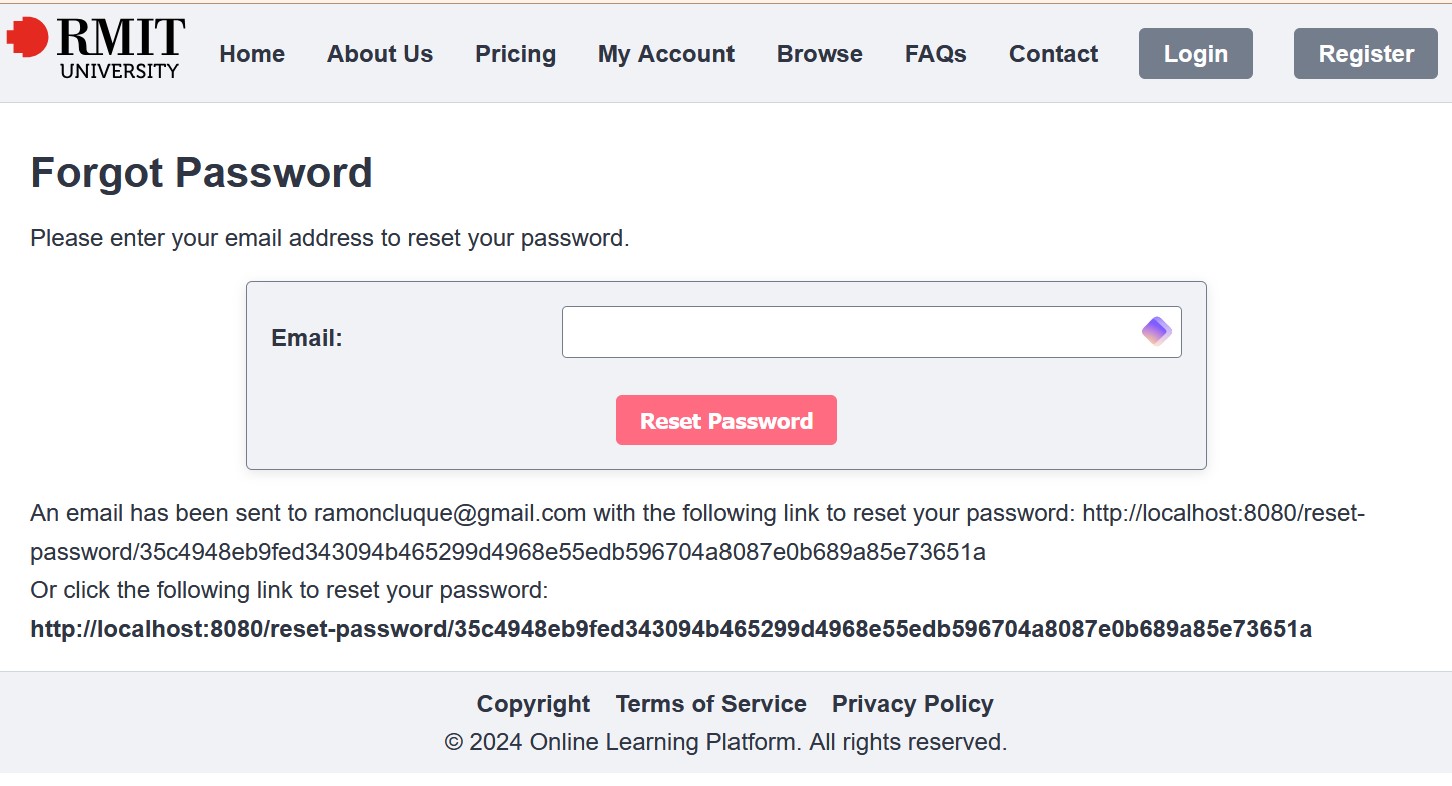 RMIT
UNIVERSITY
Home About Us Pricing My Account Browse FAQs Contact Login Register
Forgot Password
Please enter your email address to reset your password.
Email:
Reset Password
An email has been sent to ramoncluque@gmail.com with the following link to reset your password: http://localhost:8080/reset-
password/35c4948eb9fed343094b465299d4968e55edb596704a8087e0b689a85e73651a
Or click the following link to reset your password:
http://localhost:8080/reset-password/35c4948eb9fed343094b465299d4968e55edb596704a8087e0b689a85e73651a
Copyright Terms of Service Privacy Policy
© 2024 Online Learning Platform. All rights reserved.